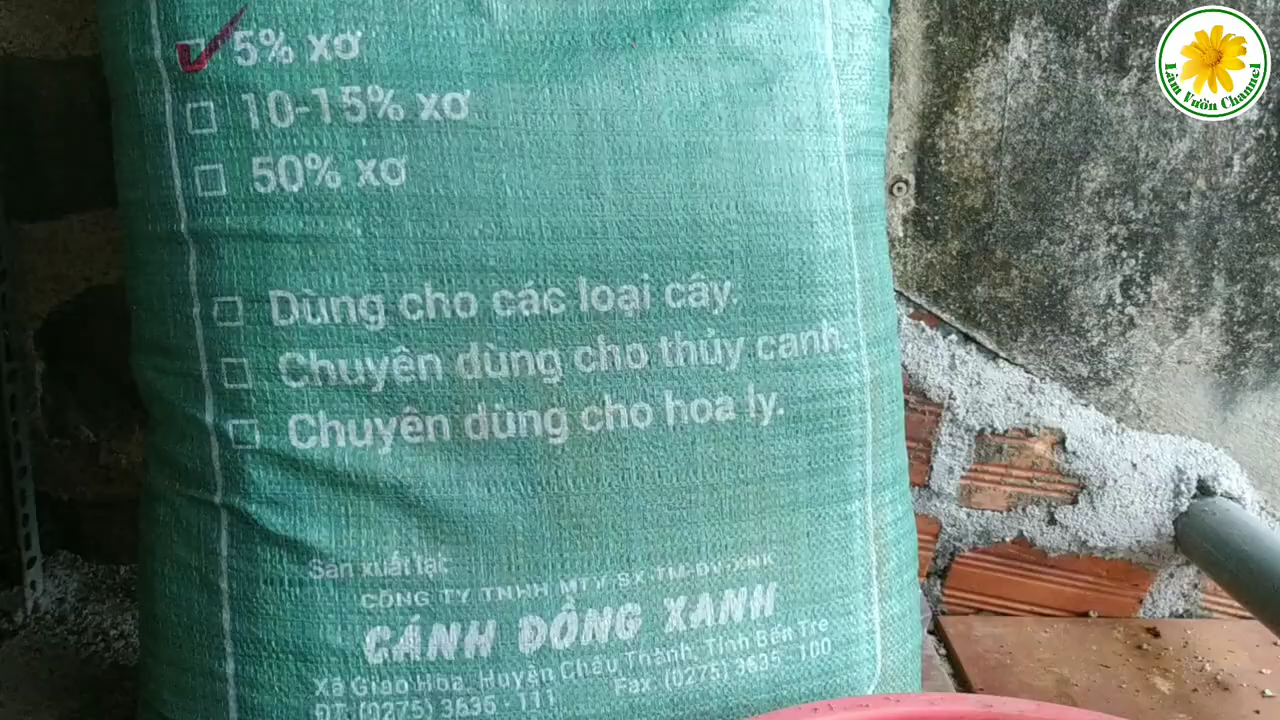 5% xơ
10-15% xơ
50% xơ
Dùng cho các loại cây.
Chuyên dùng cho thủy canh.
Chuyên dùng cho hoa ly.
Sản xuất tại:
CÔNG TY TNHH MTV SX-TM-DV-XNK
CÁNH ĐỒNG XANH
Xã Giao Hoa, Huyện Châu Thành, Tỉnh Bến Tre
ĐT: (0275) 3635 111 Fax: (0275) 3635 100
Làm Vườn Channel